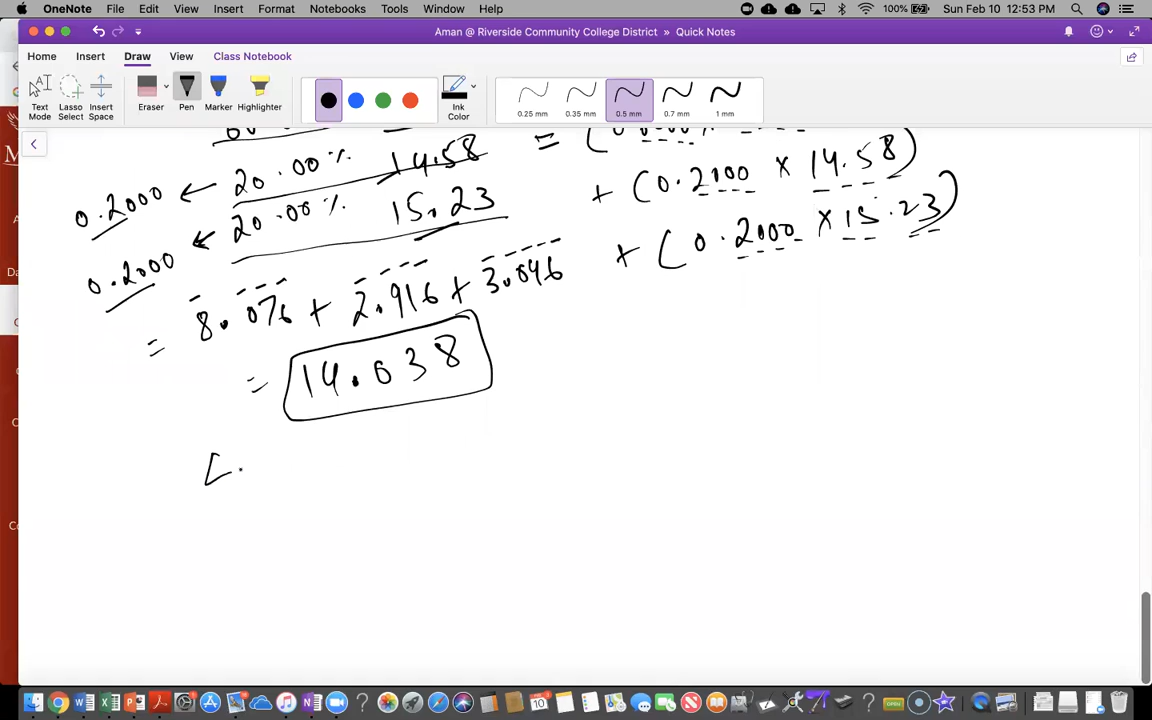 OneNote File Edit View Insert Format Notebooks Tools Window Help 100% Sun Feb 10 12:53 PM
Aman @ Riverside Community College District » Quick Notes
Home Insert Draw View Class Notebook
Text Mode Lasso Select Insert Space Eraser Pen Marker Highlighter Ink Color 0.25 mm 0.35 mm 0.5 mm 0.7 mm 1 mm
0.2000 ← 20.00% 14.58 + (0.2000 x 14.58)
0.2000 ← 20.00% 15.23 + (0.2000 x 15.23)
= 8.076 + 2.916 + 3.046
= 14.038